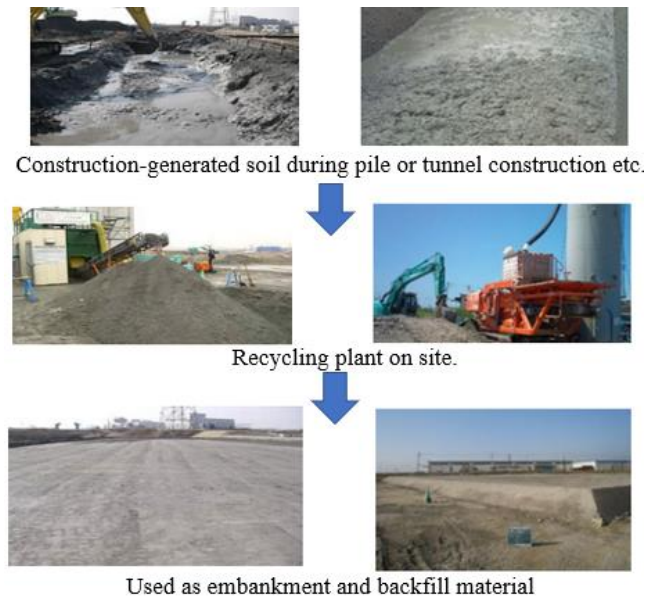 Construction-generated soil during pile or tunnel construction etc.
Recycling plant on site.
Used as embankment and backfill material